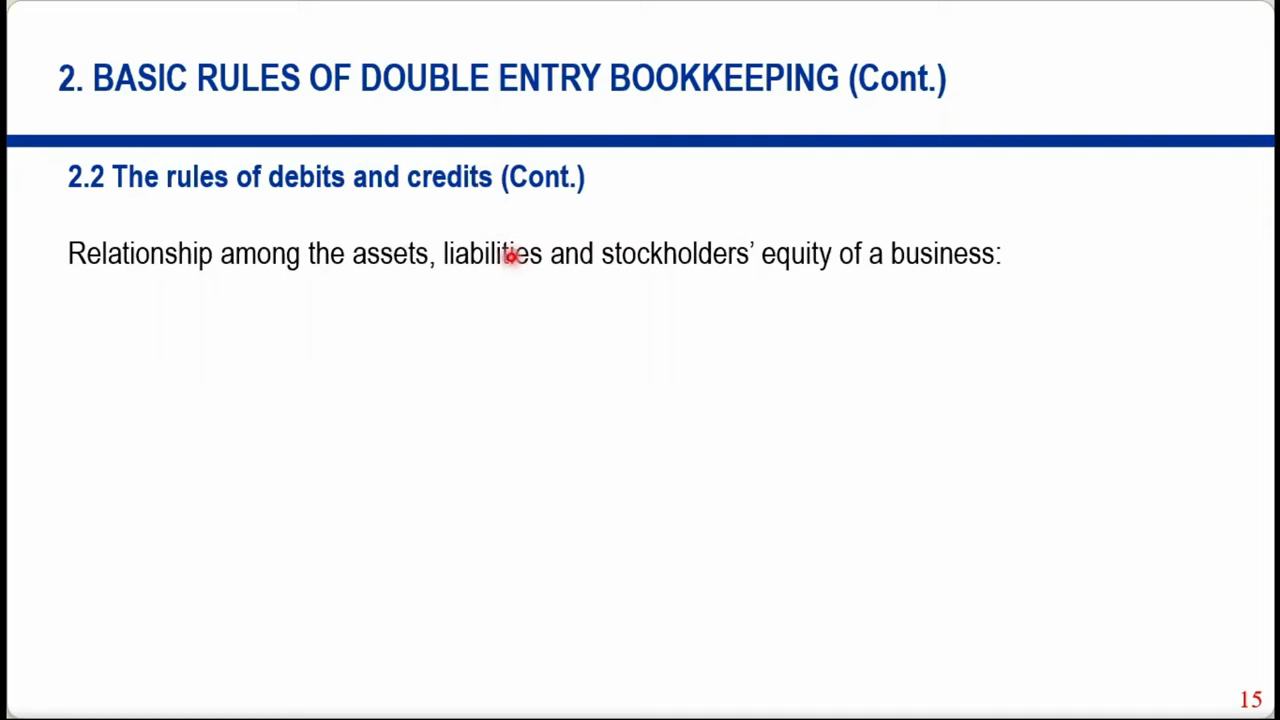 2. BASIC RULES OF DOUBLE ENTRY BOOKKEEPING (Cont.)
2.2 The rules of debits and credits (Cont.)
Relationship among the assets, liabilities and stockholders’ equity of a business:
15